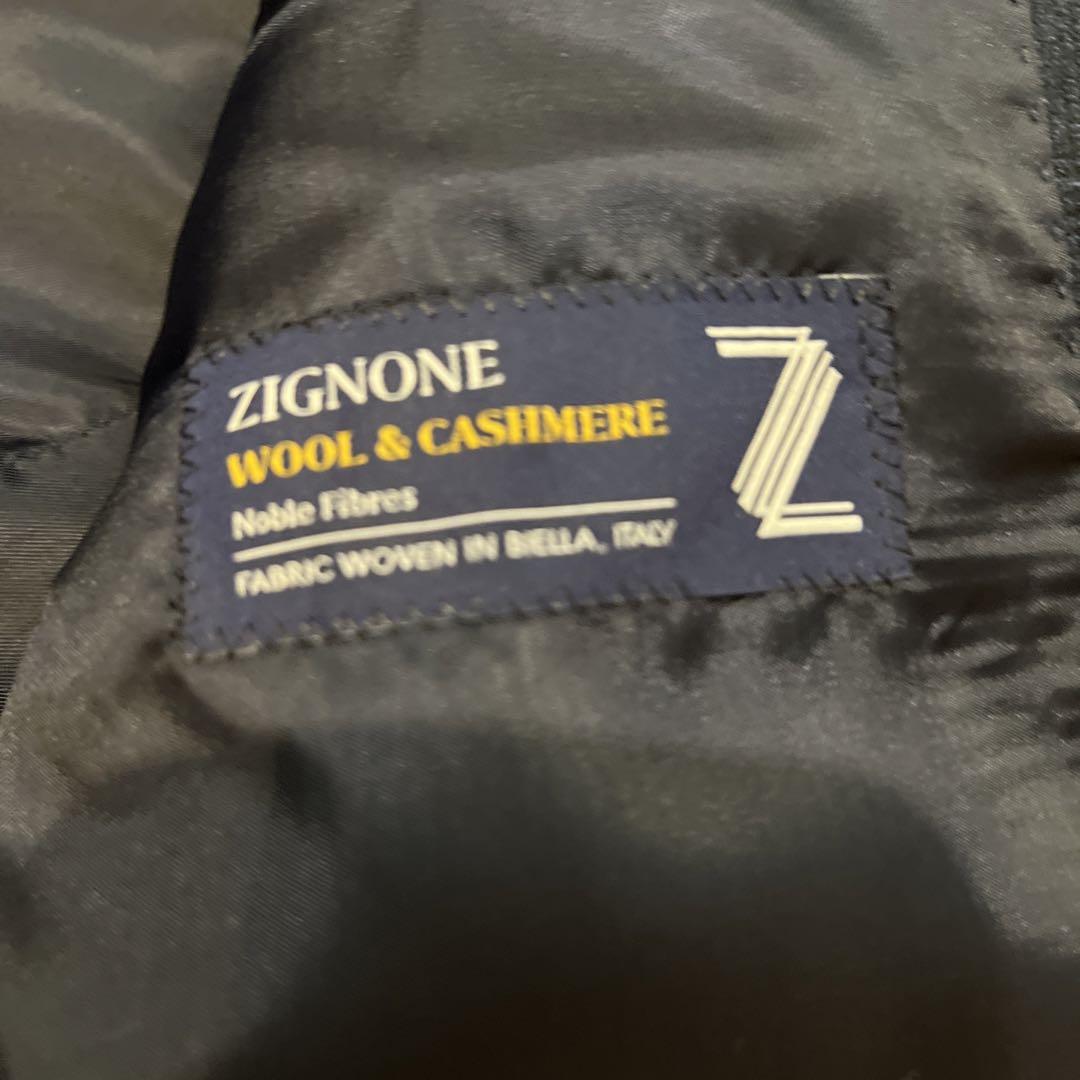 ZIGNONE
WOOL & CASHMERE
Noble Fibres
FABRIC WOVEN IN BIELLA, ITALY
Z